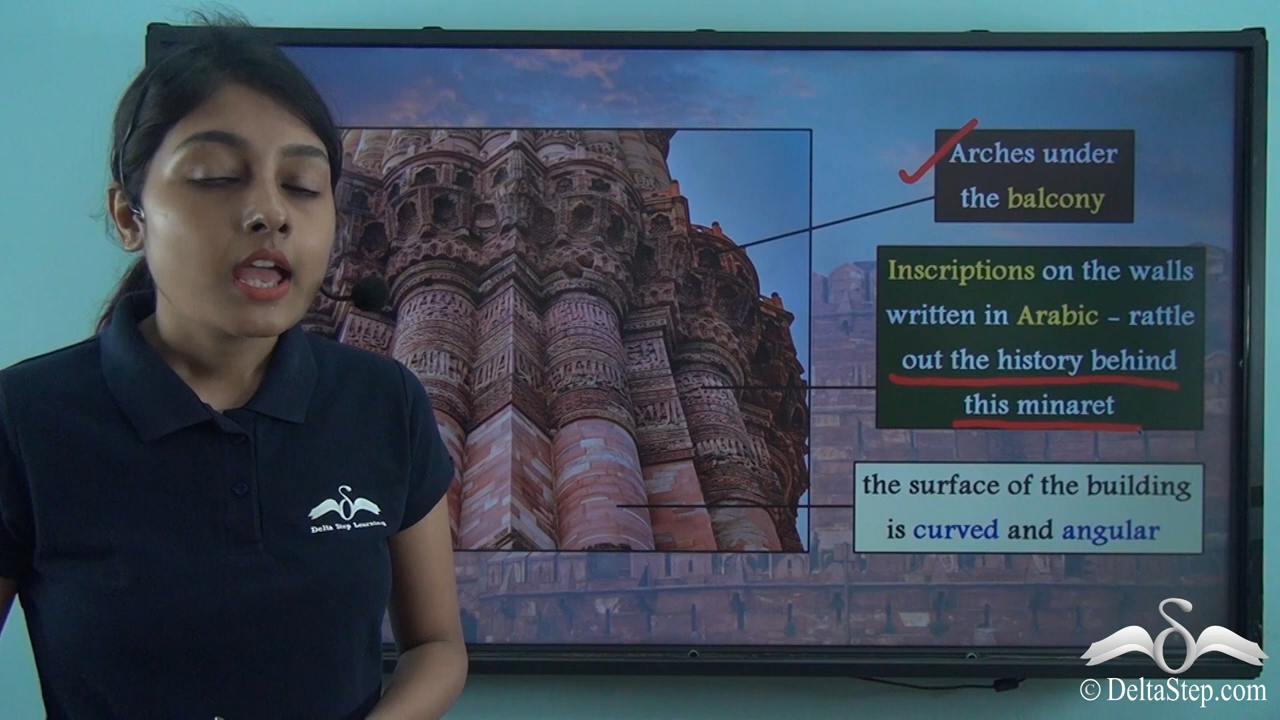 Arches under
the balcony
Inscriptions on the walls
written in Arabic – rattle
out the history behind
this minaret
the surface of the building
is curved and angular
Delta Step Learning
© DeltaStep.com